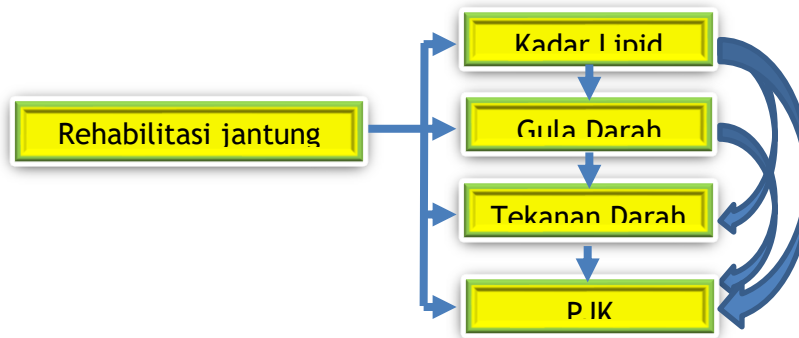 Kadar Lipid
Rehabilitasi jantung
Gula Darah
Tekanan Darah
PJK